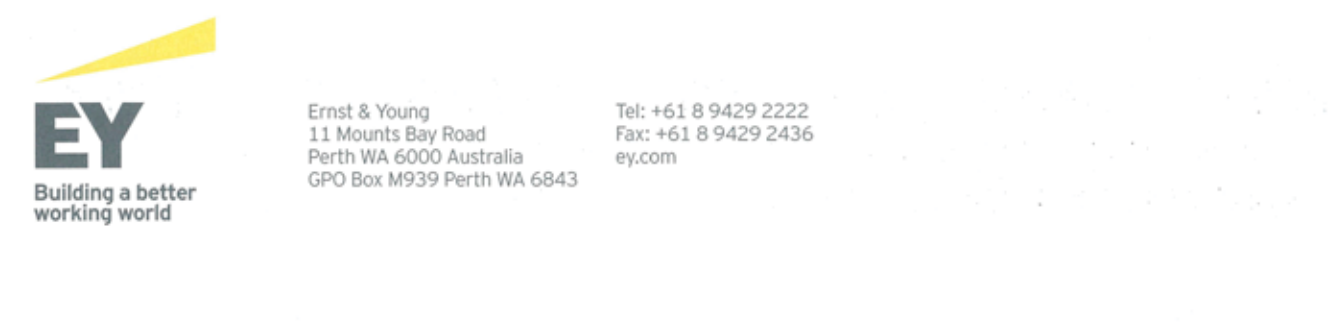 EY
Building a better
working world
Ernst & Young
11 Mounts Bay Road
Perth WA 6000 Australia
GPO Box M939 Perth WA 6843
Tel: +61 8 9429 2222
Fax: +61 8 9429 2436
ey.com